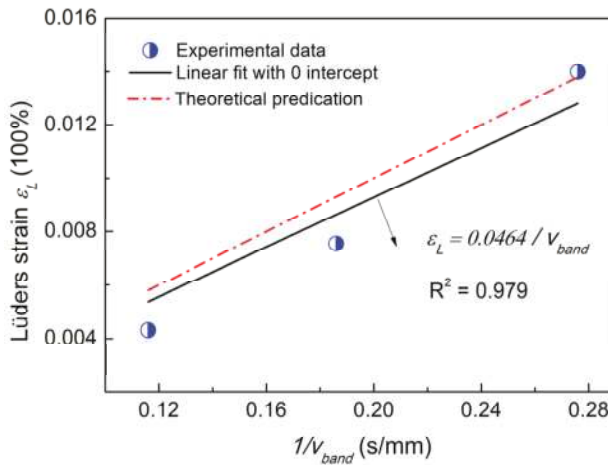 0.016
0.012
0.008
0.004
Lüders strain ε_L (100%)
Experimental data
Linear fit with 0 intercept
Theoretical predication
ε_L = 0.0464 / v_band
R² = 0.979
0.12 0.16 0.20 0.24 0.28
1/v_band (s/mm)